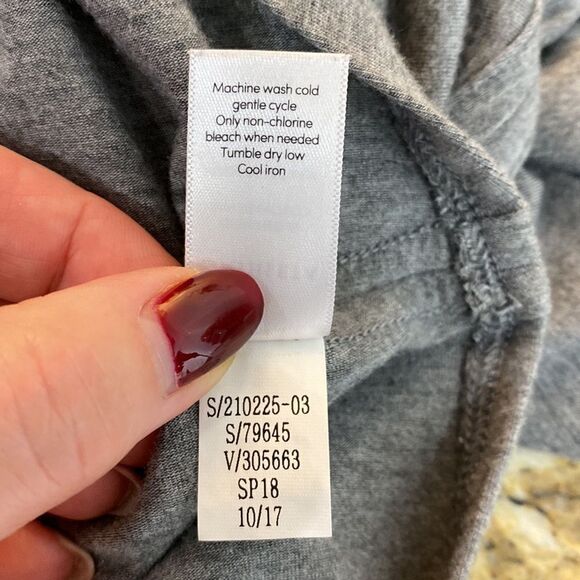 Machine wash cold
gentle cycle
Only non-chlorine
bleach when needed
Tumble dry low
Cool iron
S/210225-03
S/79645
V/305663
SP18
10/17